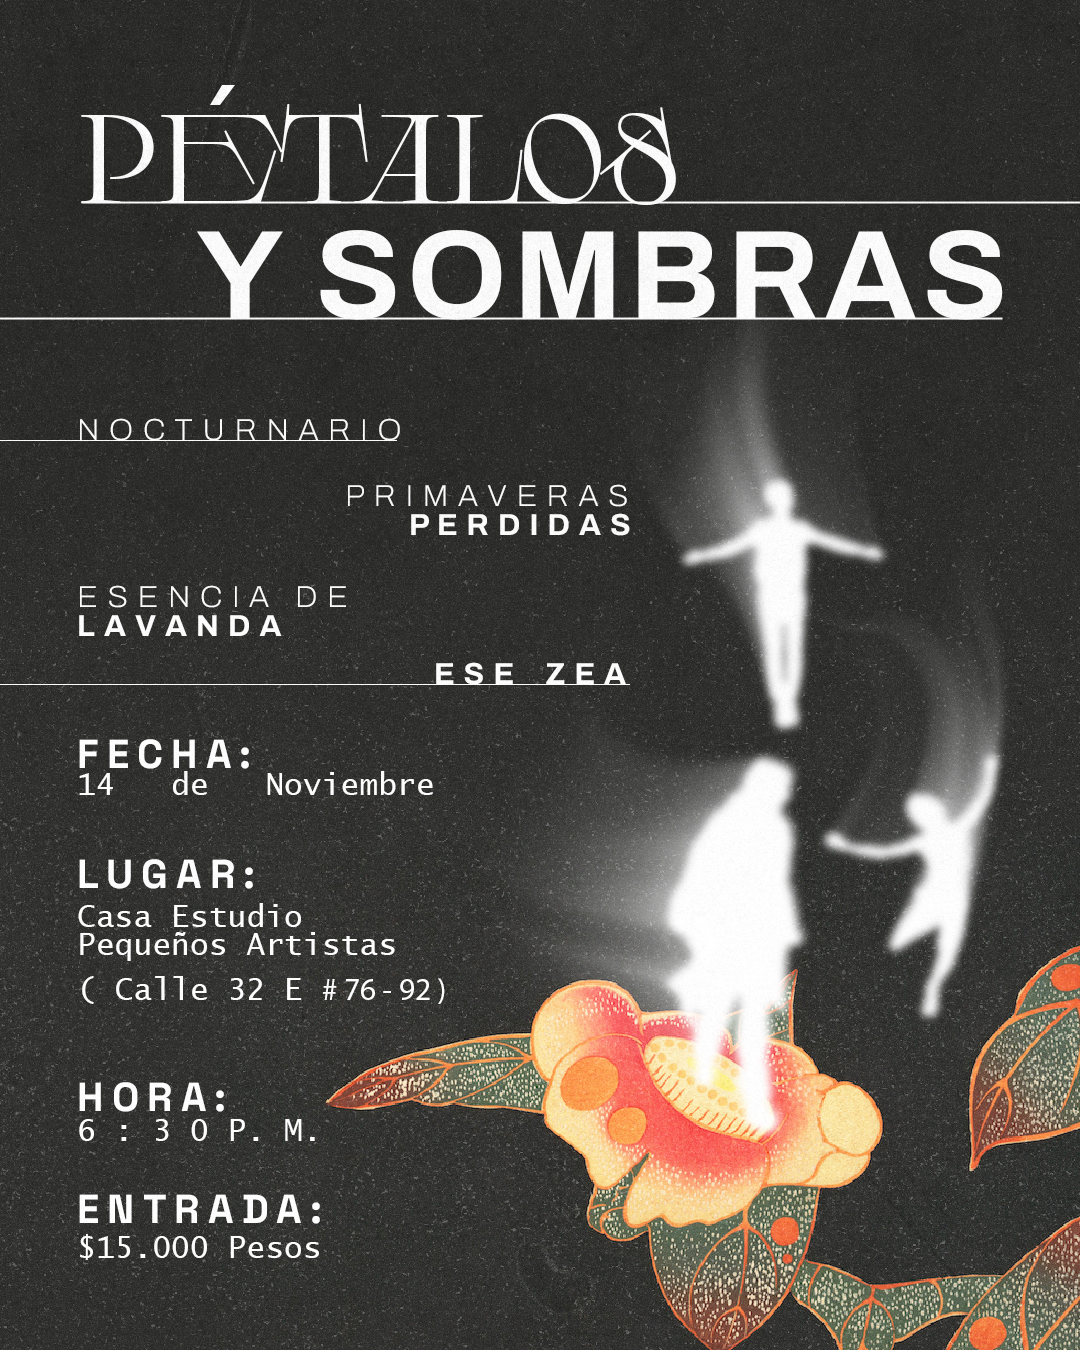 PÉTALOS
Y SOMBRAS
NOCTURNARIO
PRIMAVERAS
PERDIDAS
ESENCIA DE
LAVANDA
ESE ZEA
FECHA:
14 de Noviembre
LUGAR:
Casa Estudio
Pequeños Artistas
( Calle 32 E #76-92)
HORA:
6 : 3 0 P. M.
ENTRADA:
$15.000 Pesos